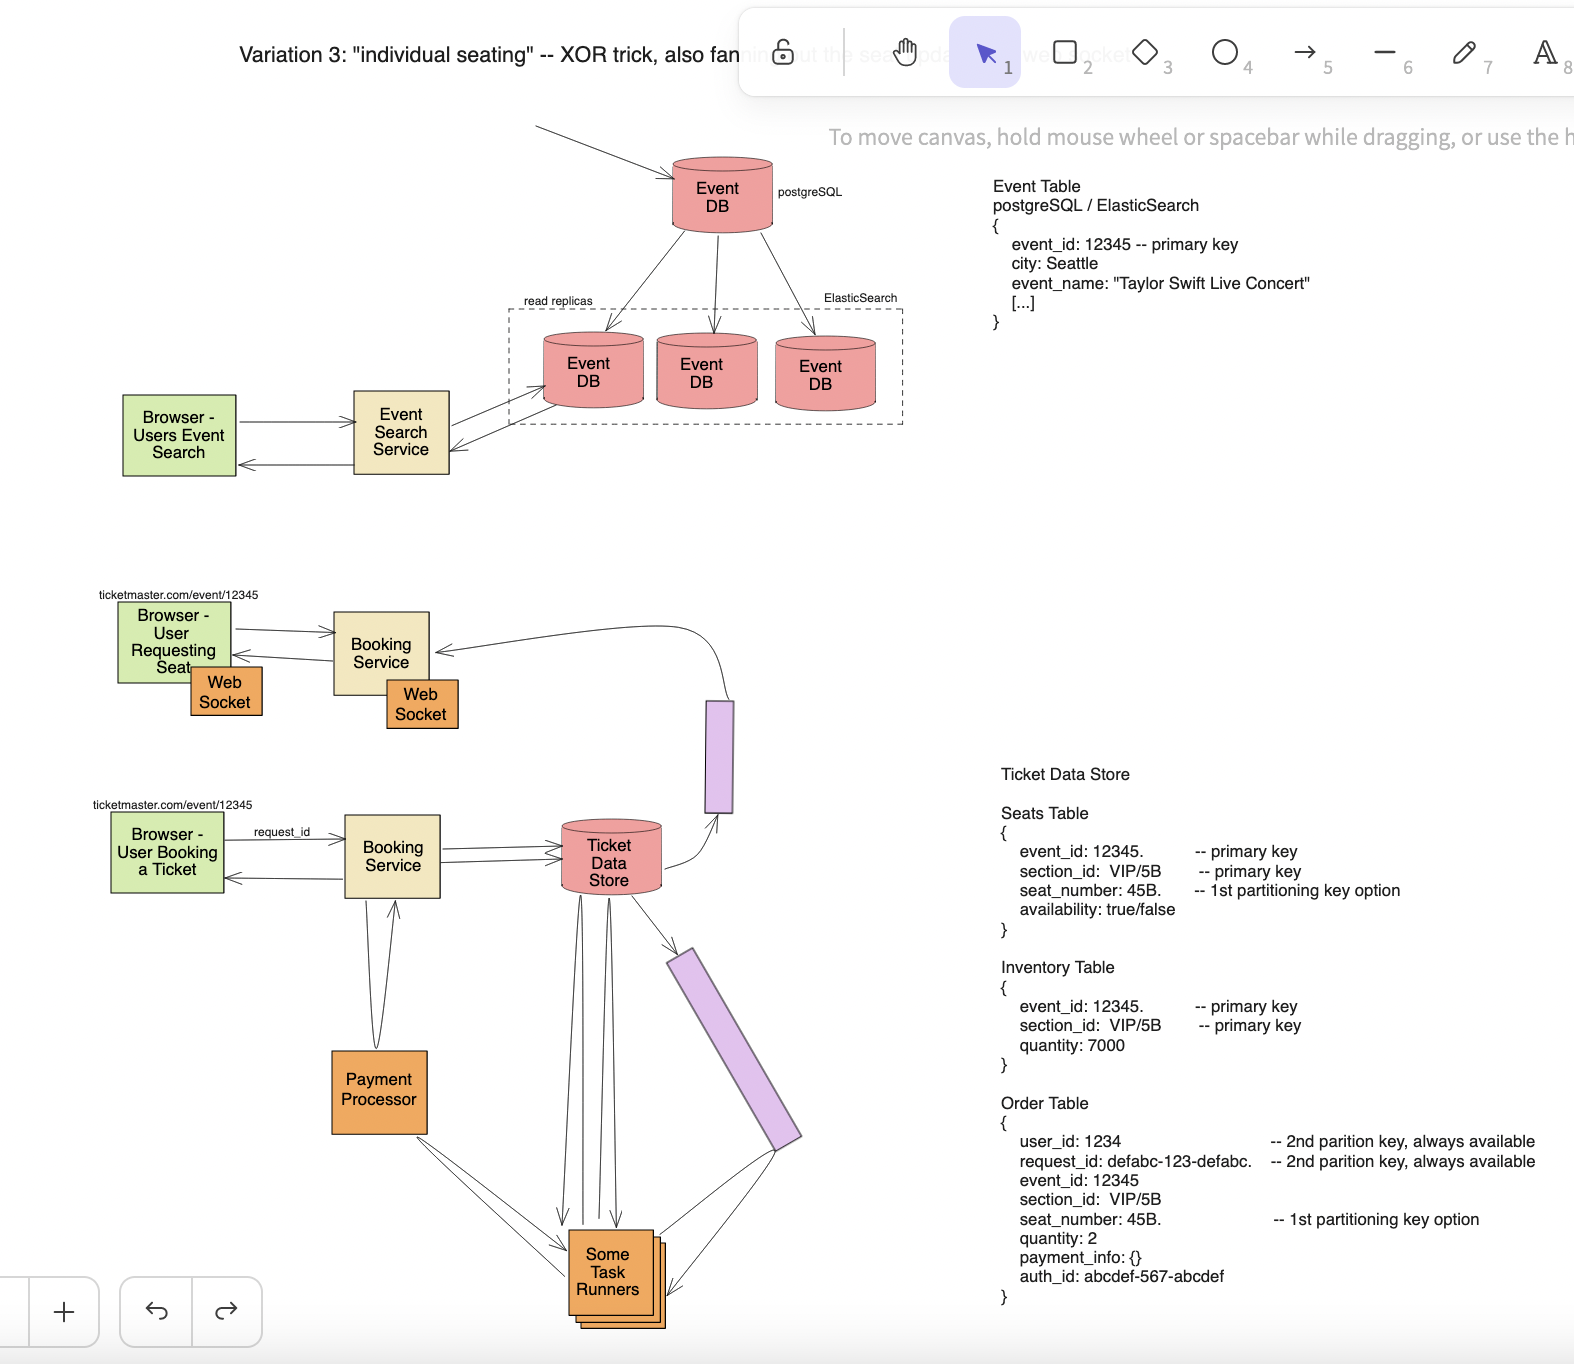 Variation 3: "individual seating" -- XOR trick, also fanning out the seat updates via web socket
1
2
3
4
5
6
7
A
8
To move canvas, hold mouse wheel or spacebar while dragging, or use the h
Event
DB
postgreSQL
Event Table
postgreSQL / ElasticSearch
{
event_id: 12345 -- primary key
city: Seattle
event_name: "Taylor Swift Live Concert"
[...]
}
read replicas
ElasticSearch
Event
DB
Event
DB
Event
DB
Browser -
Users Event
Search
Event
Search
Service
ticketmaster.com/event/12345
Browser -
User
Requesting
Seat
Web
Socket
Booking
Service
Web
Socket
ticketmaster.com/event/12345
Browser -
User Booking
a Ticket
request_id
Booking
Service
Ticket
Data
Store
Payment
Processor
Some
Task
Runners
Ticket Data Store
Seats Table
{
event_id: 12345. -- primary key
section_id: VIP/5B -- primary key
seat_number: 45B. -- 1st partitioning key option
availability: true/false
}
Inventory Table
{
event_id: 12345. -- primary key
section_id: VIP/5B -- primary key
quantity: 7000
}
Order Table
{
user_id: 1234 -- 2nd parition key, always available
request_id: defabc-123-defabc. -- 2nd parition key, always available
event_id: 12345
section_id: VIP/5B
seat_number: 45B. -- 1st partitioning key option
quantity: 2
payment_info: {}
auth_id: abcdef-567-abcdef
}